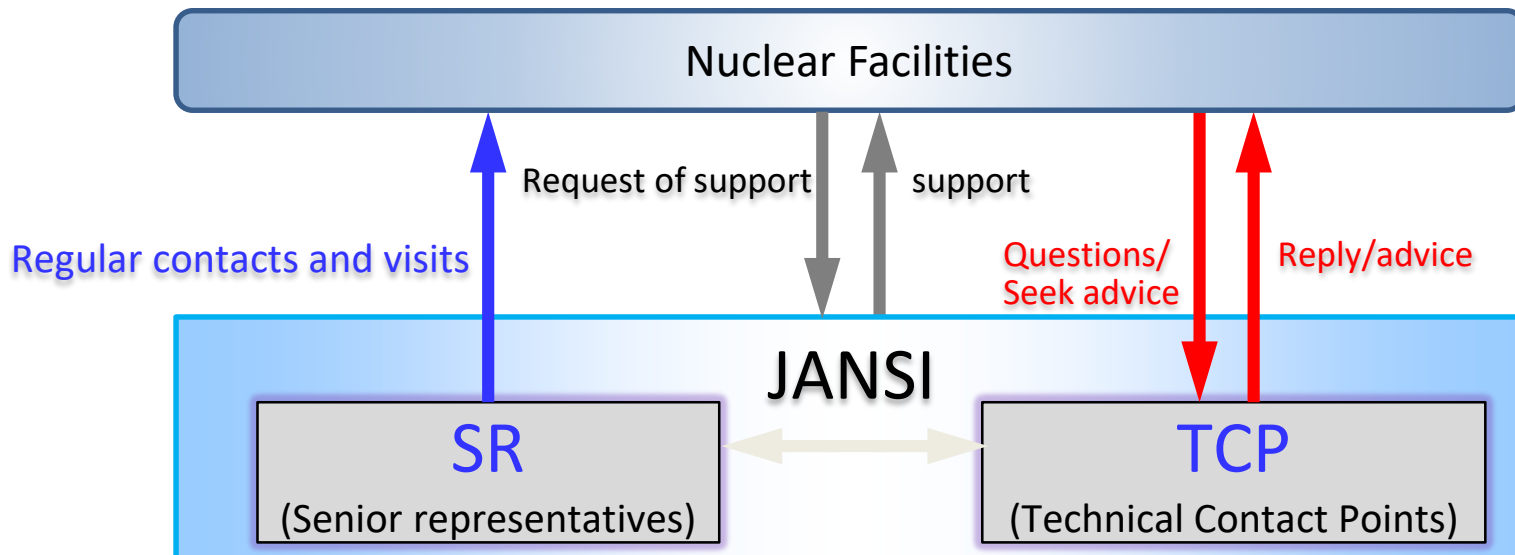 Nuclear Facilities
Request of support
support
Regular contacts and visits
Questions/
Seek advice
Reply/advice
JANSI
SR
(Senior representatives)
TCP
(Technical Contact Points)